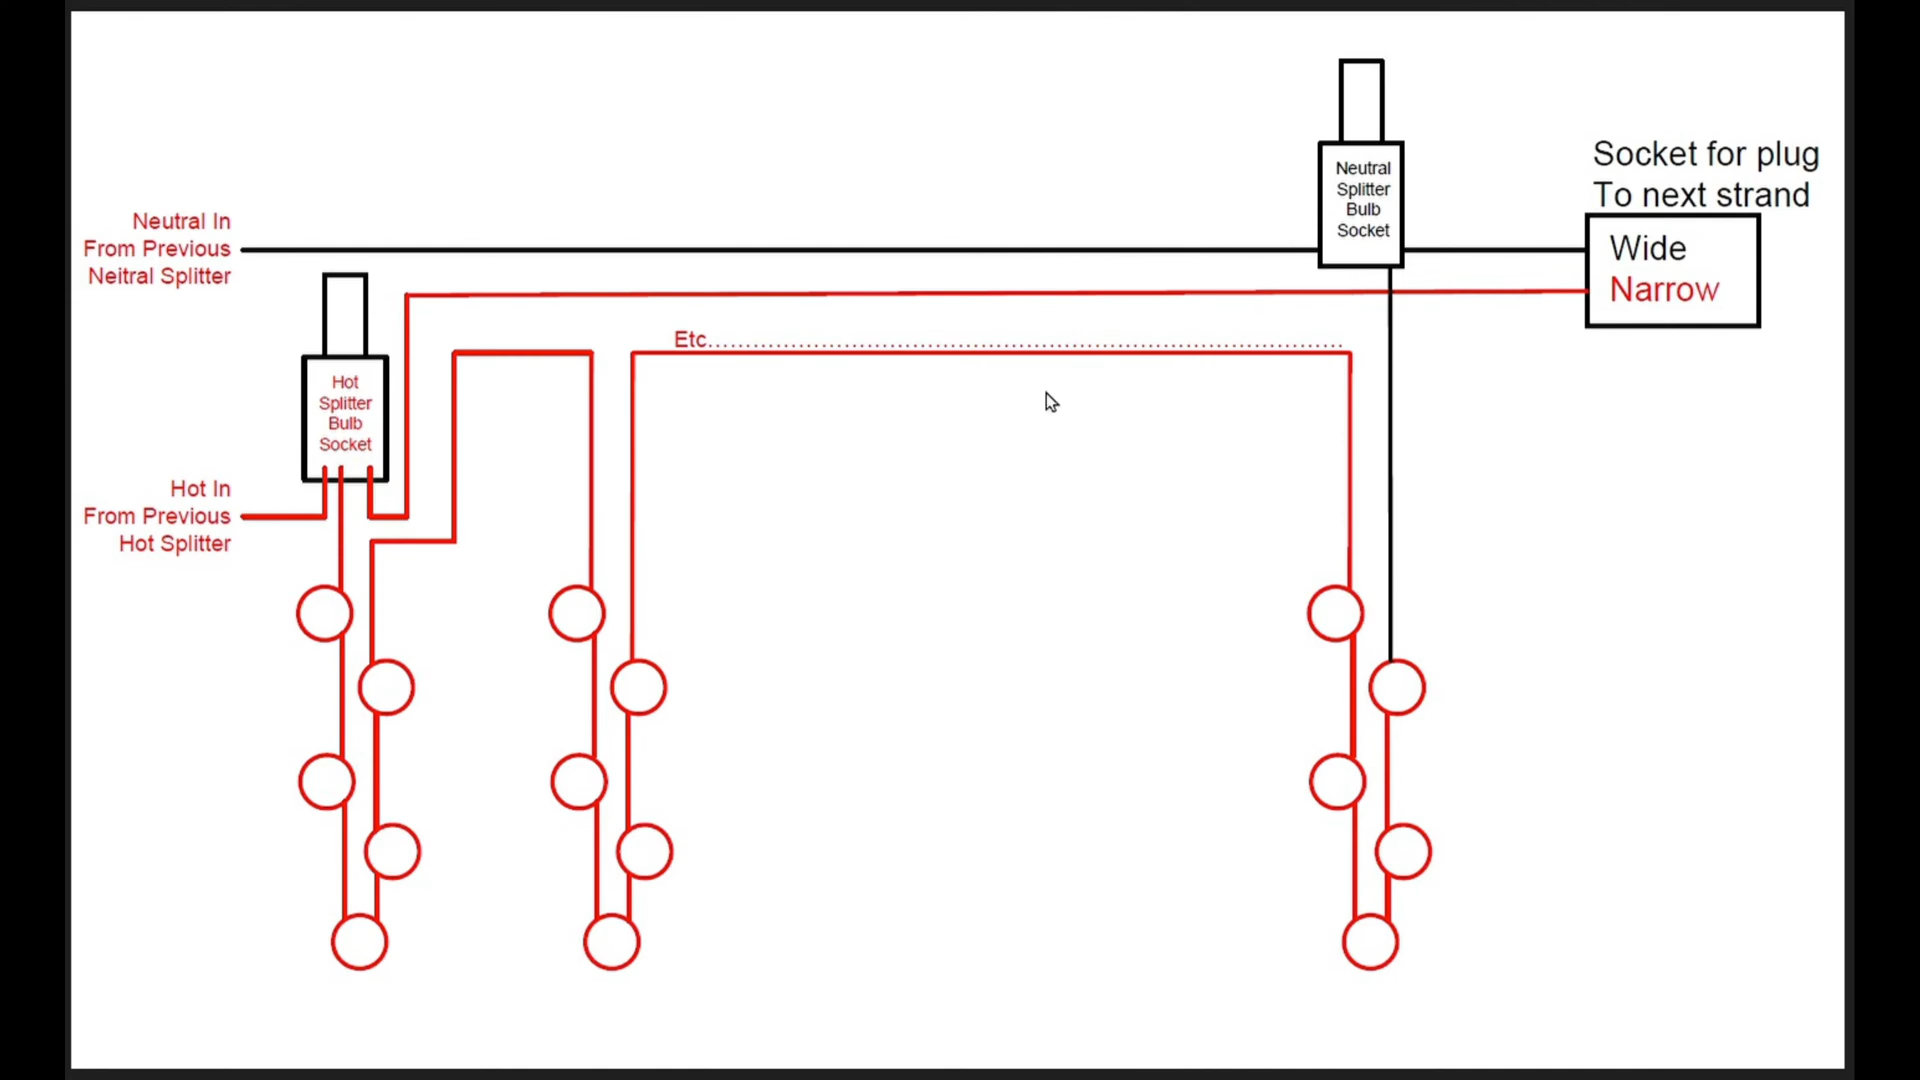 Socket for plug
To next strand
Neutral
Splitter
Bulb
Socket
Neutral In
From Previous
Neitral Splitter
Wide
Narrow
Etc.................................................................
Hot
Splitter
Bulb
Socket
Hot In
From Previous
Hot Splitter